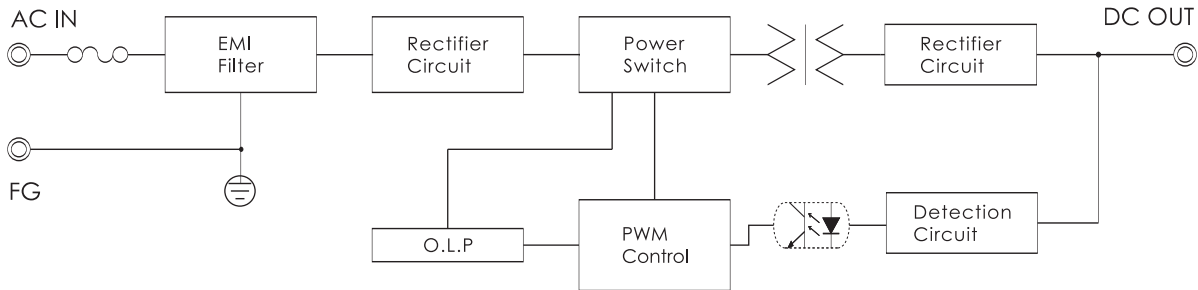 AC IN
DC OUT
EMI
Filter
Rectifier
Circuit
Power
Switch
Rectifier
Circuit
FG
O.L.P
PWM
Control
Detection
Circuit